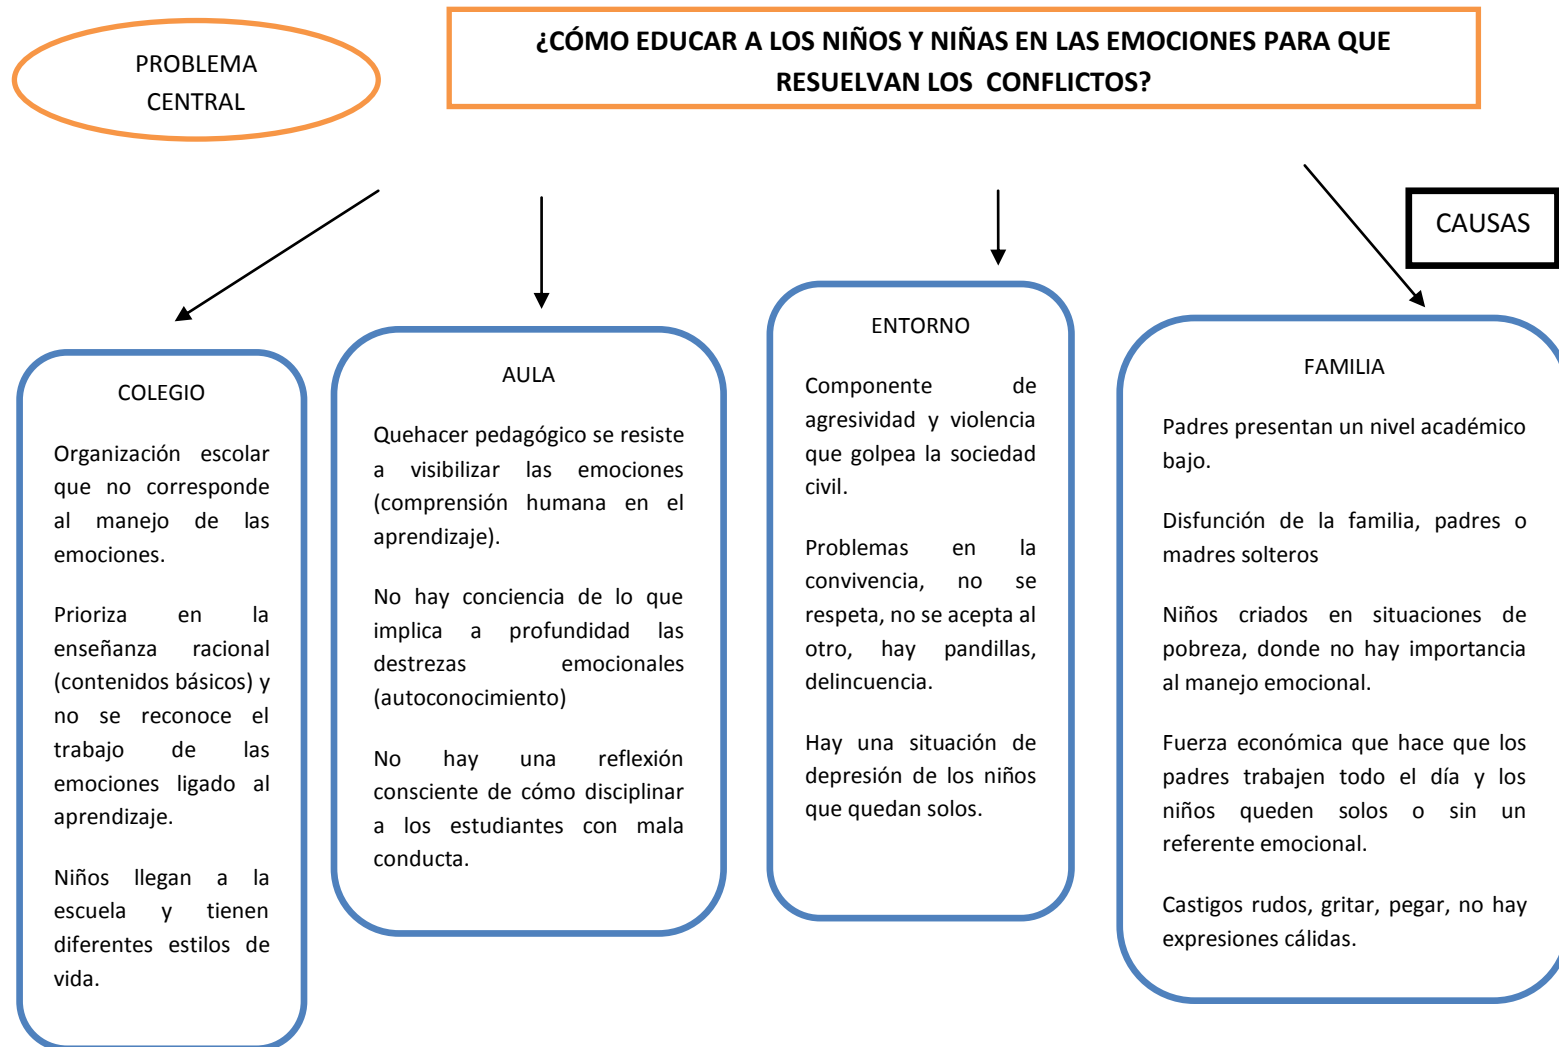 PROBLEMA
CENTRAL
¿CÓMO EDUCAR A LOS NIÑOS Y NIÑAS EN LAS EMOCIONES PARA QUE
RESUELVAN LOS CONFLICTOS?
CAUSAS
COLEGIO
Organización escolar
que no corresponde
al manejo de las
emociones.
Prioriza en la
enseñanza racional
(contenidos básicos) y
no se reconoce el
trabajo de las
emociones ligado al
aprendizaje.
Niños llegan a la
escuela y tienen
diferentes estilos de
vida.
AULA
Quehacer pedagógico se resiste
a visibilizar las emociones
(comprensión humana en el
aprendizaje).
No hay conciencia de lo que
implica a profundidad las
destrezas emocionales
(autoconocimiento)
No hay una reflexión
consciente de cómo disciplinar
a los estudiantes con mala
conducta.
ENTORNO
Componente de
agresividad y violencia
que golpea la sociedad
civil.
Problemas en la
convivencia, no se
respeta, no se acepta al
otro, hay pandillas,
delincuencia.
Hay una situación de
depresión de los niños
que quedan solos.
FAMILIA
Padres presentan un nivel académico
bajo.
Disfunción de la familia, padres o
madres solteros
Niños criados en situaciones de
pobreza, donde no hay importancia
al manejo emocional.
Fuerza económica que hace que los
padres trabajen todo el día y los
niños queden solos o sin un
referente emocional.
Castigos rudos, gritar, pegar, no hay
expresiones cálidas.